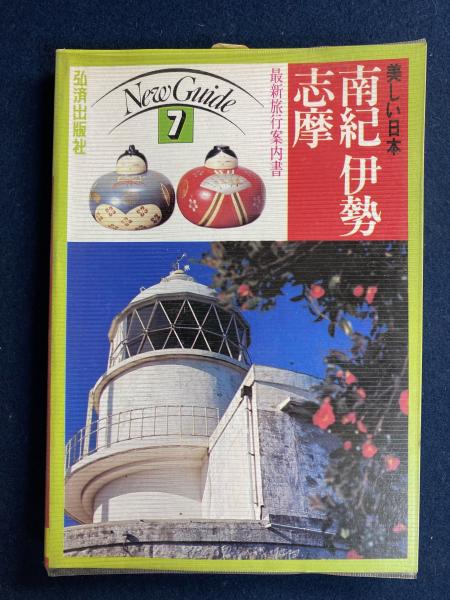 美しい日本
南紀 伊勢
志摩
最新旅行案内書
New Guide
7
弘済出版社